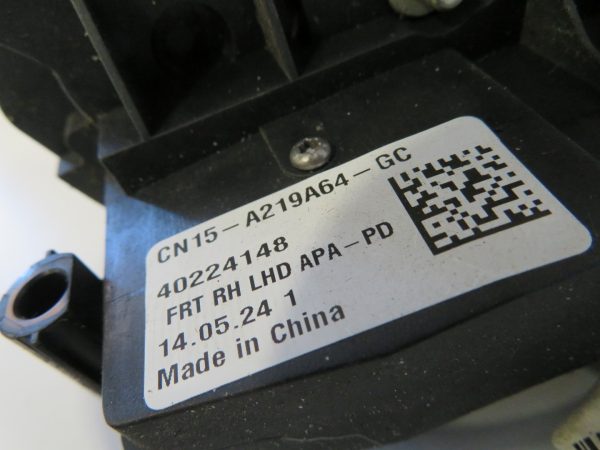 CN15-A219A64-GC
40224148
FRT RH LHD APA-PD
14.05.24 1
Made in China